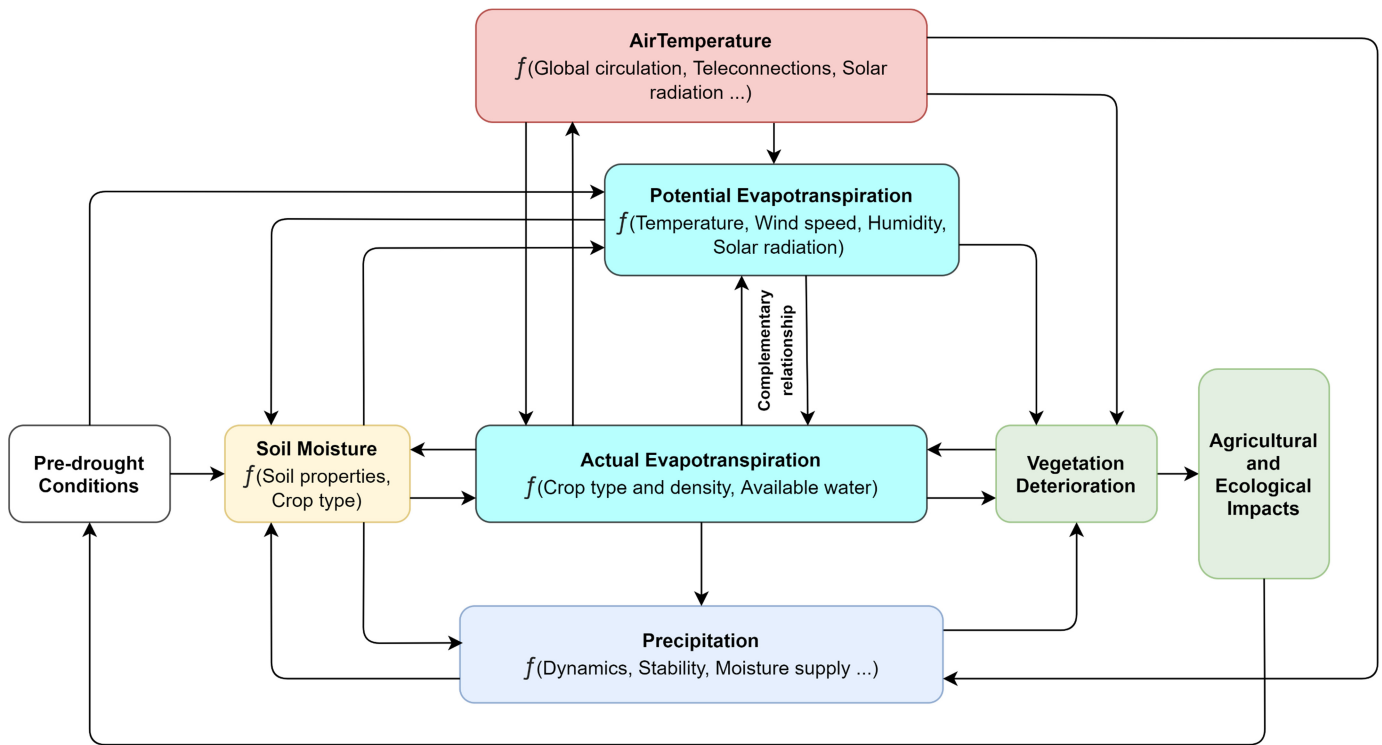 AirTemperature
f(Global circulation, Teleconnections, Solar
radiation ...)
Potential Evapotranspiration
f(Temperature, Wind speed, Humidity,
Solar radiation)
Complementary
relationship
Pre-drought
Conditions
Soil Moisture
f(Soil properties,
Crop type)
Actual Evapotranspiration
f(Crop type and density, Available water)
Vegetation
Deterioration
Agricultural
and
Ecological
Impacts
Precipitation
f(Dynamics, Stability, Moisture supply ...)